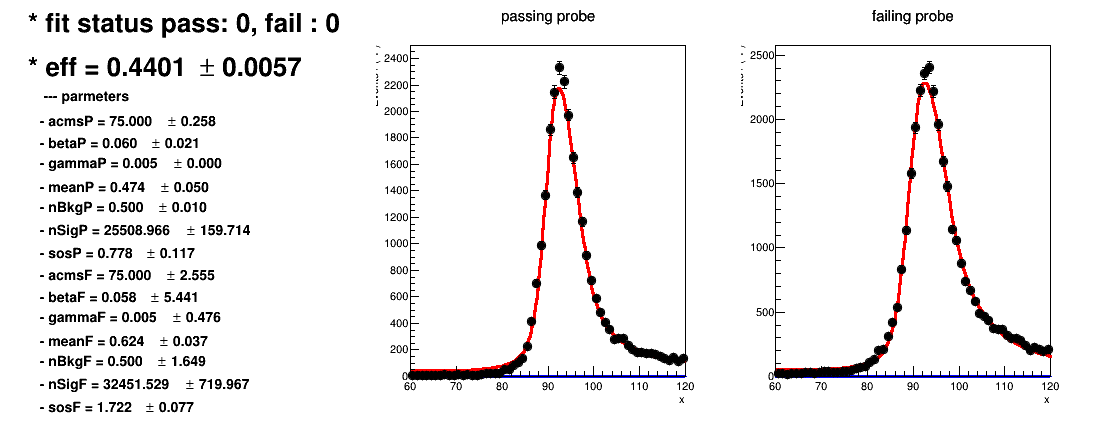 * fit status pass: 0, fail : 0
* eff = 0.4401 ± 0.0057
--- parmeters
- acmsP = 75.000 ± 0.258
- betaP = 0.060 ± 0.021
- gammaP = 0.005 ± 0.000
- meanP = 0.474 ± 0.050
- nBkgP = 0.500 ± 0.010
- nSigP = 25508.966 ± 159.714
- sosP = 0.778 ± 0.117
- acmsF = 75.000 ± 2.555
- betaF = 0.058 ± 5.441
- gammaF = 0.005 ± 0.476
- meanF = 0.624 ± 0.037
- nBkgF = 0.500 ± 1.649
- nSigF = 32451.529 ± 719.967
- sosF = 1.722 ± 0.077
passing probe
2400
2200
2000
1800
1600
1400
1200
1000
800
600
400
200
0
60 70 80 90 100 110 120
x
failing probe
2500
2000
1500
1000
500
0
60 70 80 90 100 110 120
x